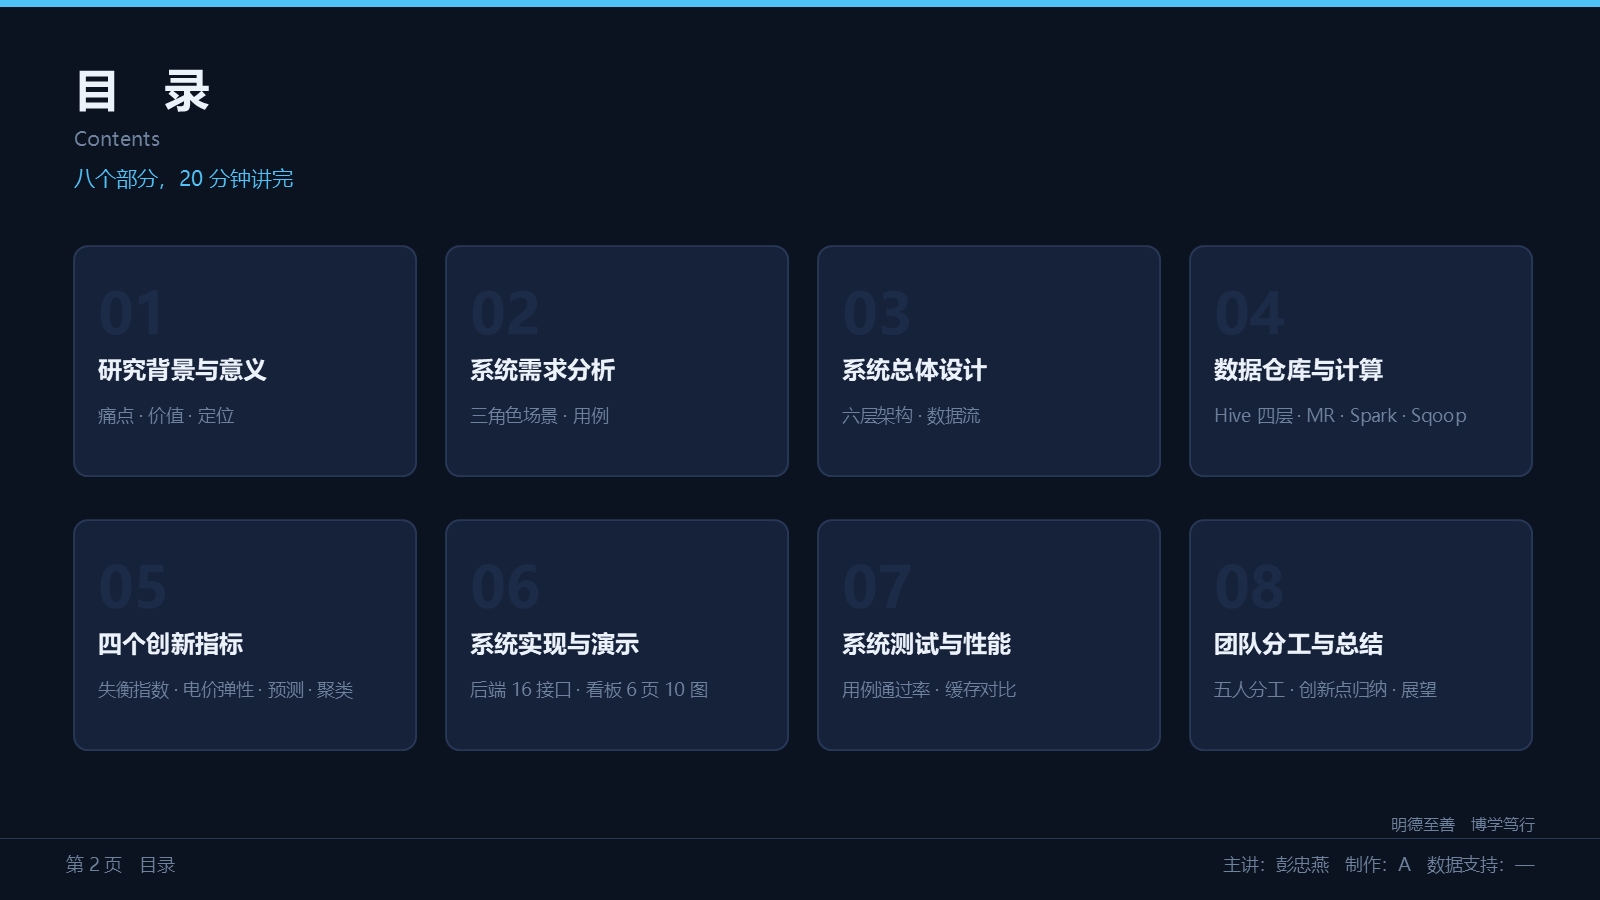 目 录
Contents
八个部分，20 分钟讲完
01
研究背景与意义
痛点 · 价值 · 定位
02
系统需求分析
三角色场景 · 用例
03
系统总体设计
六层架构 · 数据流
04
数据仓库与计算
Hive 四层 · MR · Spark · Sqoop
05
四个创新指标
失衡指数 · 电价弹性 · 预测 · 聚类
06
系统实现与演示
后端 16 接口 · 看板 6 页 10 图
07
系统测试与性能
用例通过率 · 缓存对比
08
团队分工与总结
五人分工 · 创新点归纳 · 展望
明德至善 博学笃行
第 2 页 目录
主讲：彭忠燕 制作：A 数据支持：—